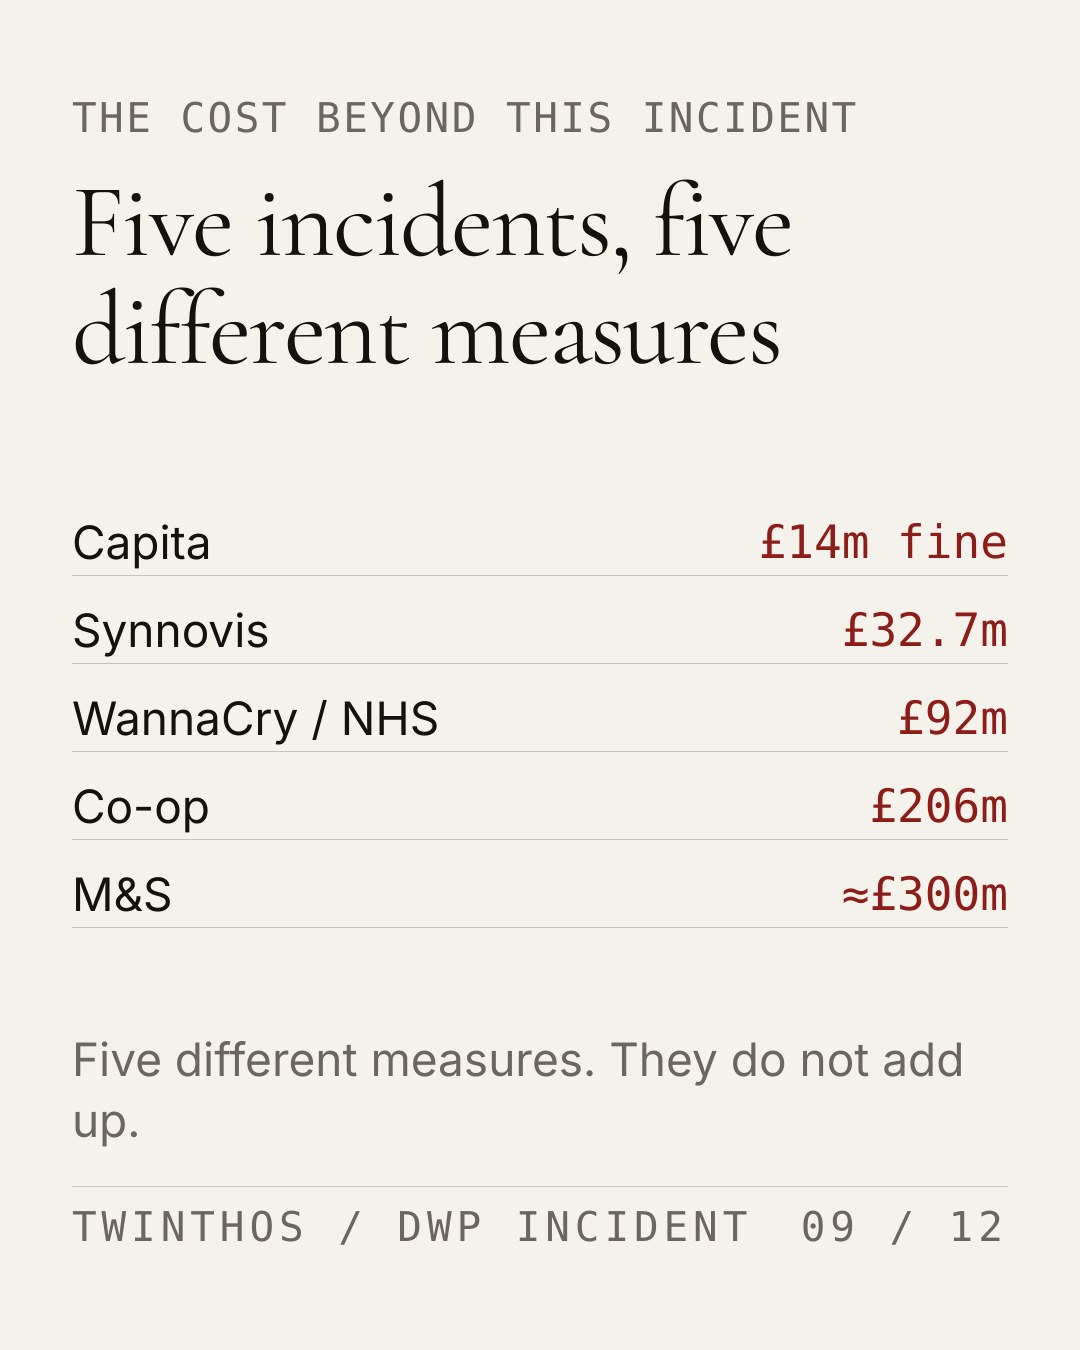 THE COST BEYOND THIS INCIDENT
Five incidents, five
different measures
Capita £14m fine
Synnovis £32.7m
WannaCry / NHS £92m
Co-op £206m
M&S ≈£300m
Five different measures. They do not add
up.
TWINTHOS / DWP INCIDENT 09 / 12